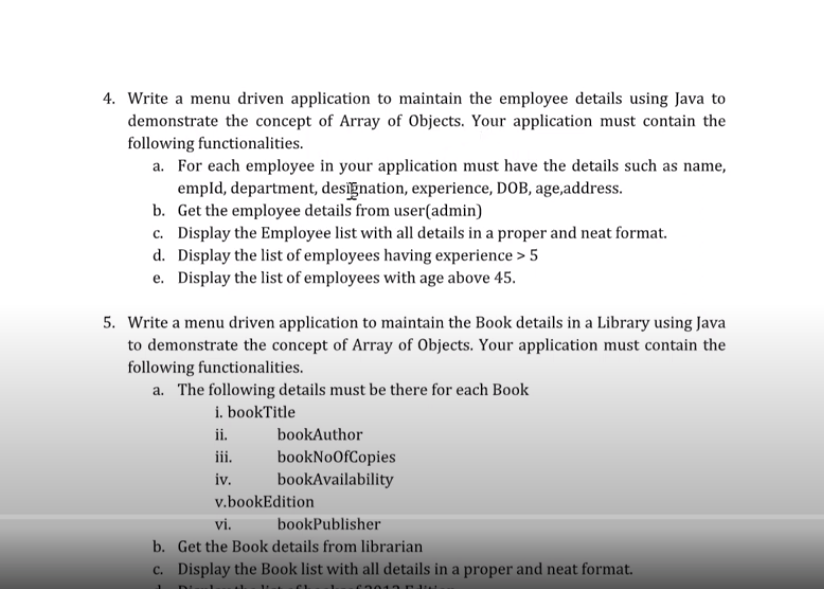 4. Write a menu driven application to maintain the employee details using Java to
demonstrate the concept of Array of Objects. Your application must contain the
following functionalities.
a. For each employee in your application must have the details such as name,
empId, department, designation, experience, DOB, age,address.
b. Get the employee details from user(admin)
c. Display the Employee list with all details in a proper and neat format.
d. Display the list of employees having experience > 5
e. Display the list of employees with age above 45.
5. Write a menu driven application to maintain the Book details in a Library using Java
to demonstrate the concept of Array of Objects. Your application must contain the
following functionalities.
a. The following details must be there for each Book
i. bookTitle
ii. bookAuthor
iii. bookNoOfCopies
iv. bookAvailability
v.bookEdition
vi. bookPublisher
b. Get the Book details from librarian
c. Display the Book list with all details in a proper and neat format.